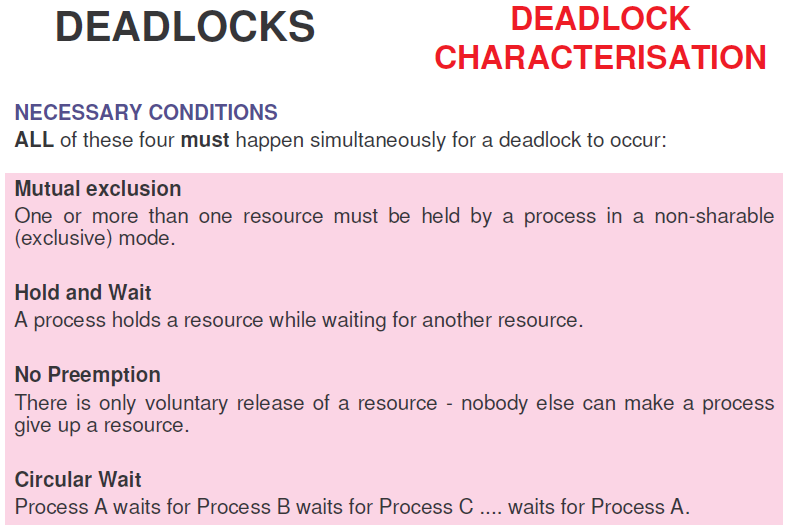 DEADLOCKS
DEADLOCK
CHARACTERISATION
NECESSARY CONDITIONS
ALL of these four must happen simultaneously for a deadlock to occur:
Mutual exclusion
One or more than one resource must be held by a process in a non-sharable
(exclusive) mode.
Hold and Wait
A process holds a resource while waiting for another resource.
No Preemption
There is only voluntary release of a resource - nobody else can make a process
give up a resource.
Circular Wait
Process A waits for Process B waits for Process C .... waits for Process A.